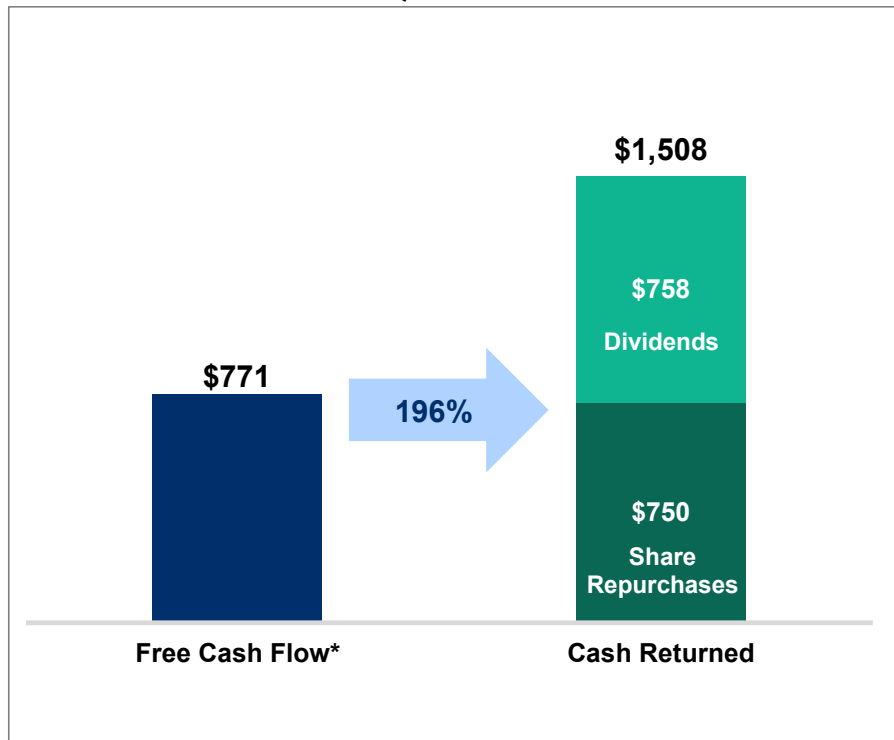 $1,508
$758
Dividends
$771
196%
$750
Share
Repurchases
Free Cash Flow*
Cash Returned